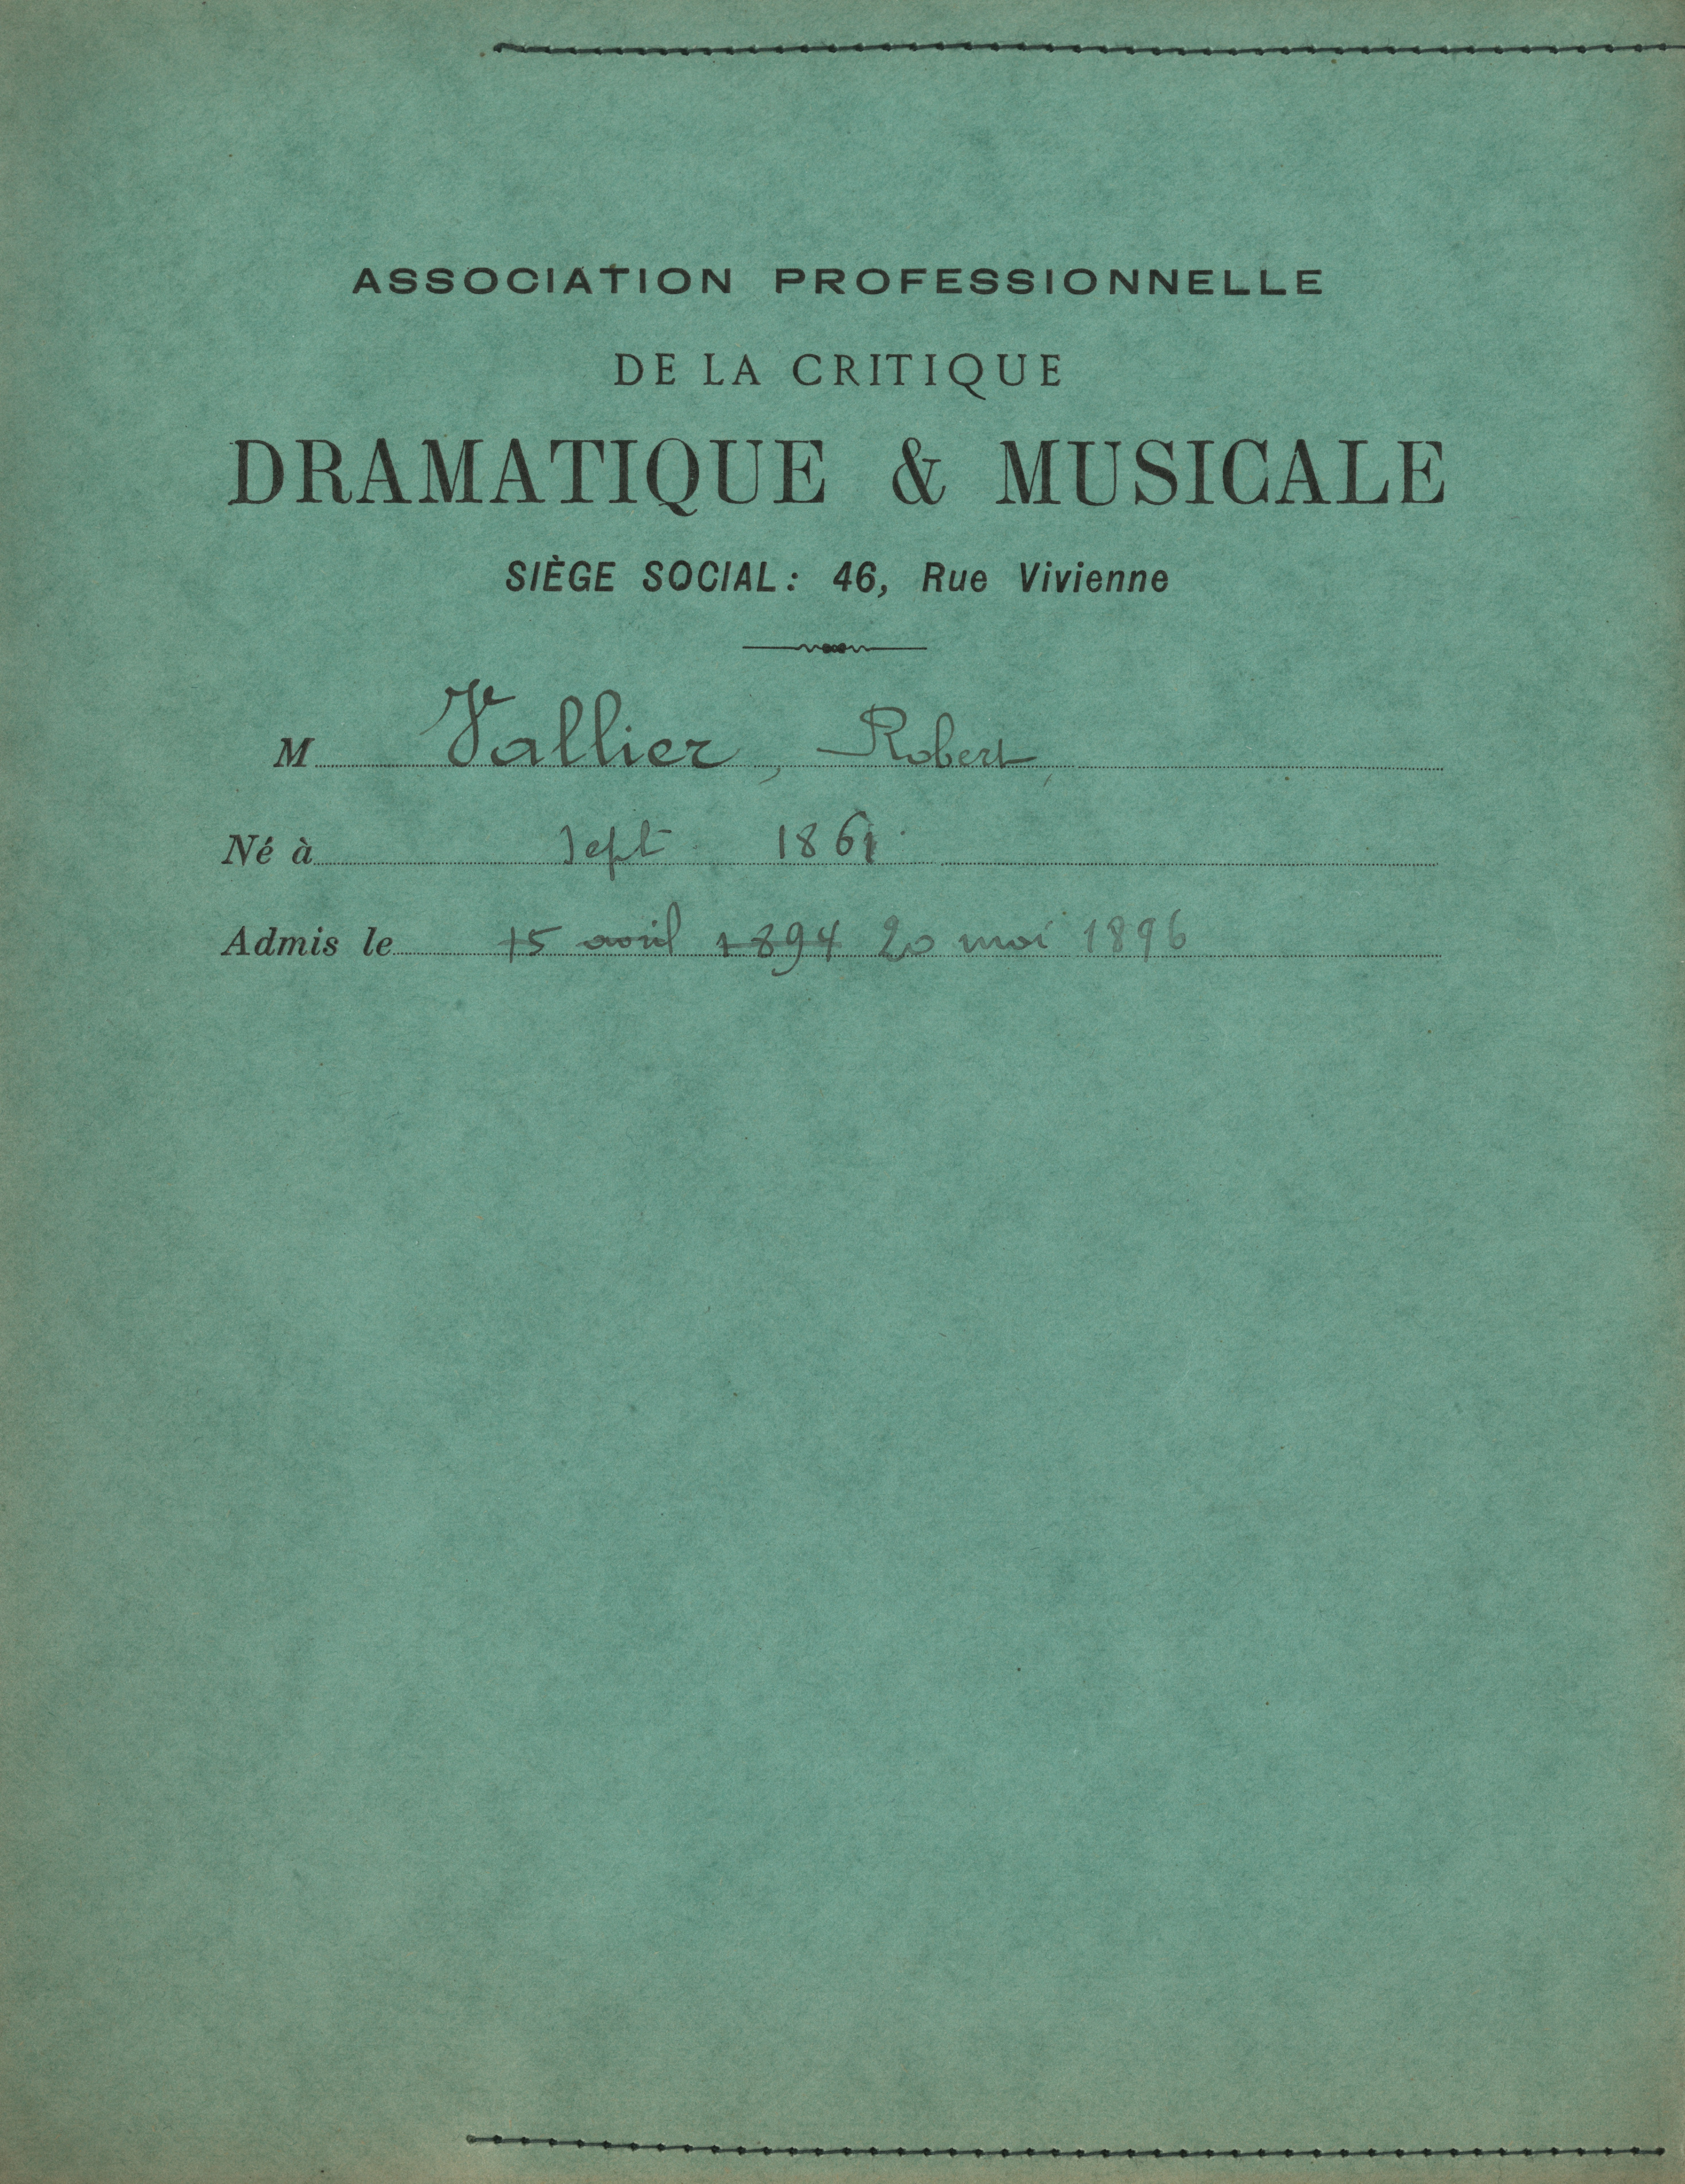 ASSOCIATION PROFESSIONNELLE
DE LA CRITIQUE
DRAMATIQUE & MUSICALE
SIÈGE SOCIAL: 46, Rue Vivienne
M Vallier, Robert
Né à Sept 1861
Admis le 15 avril 1894 20 mai 1896